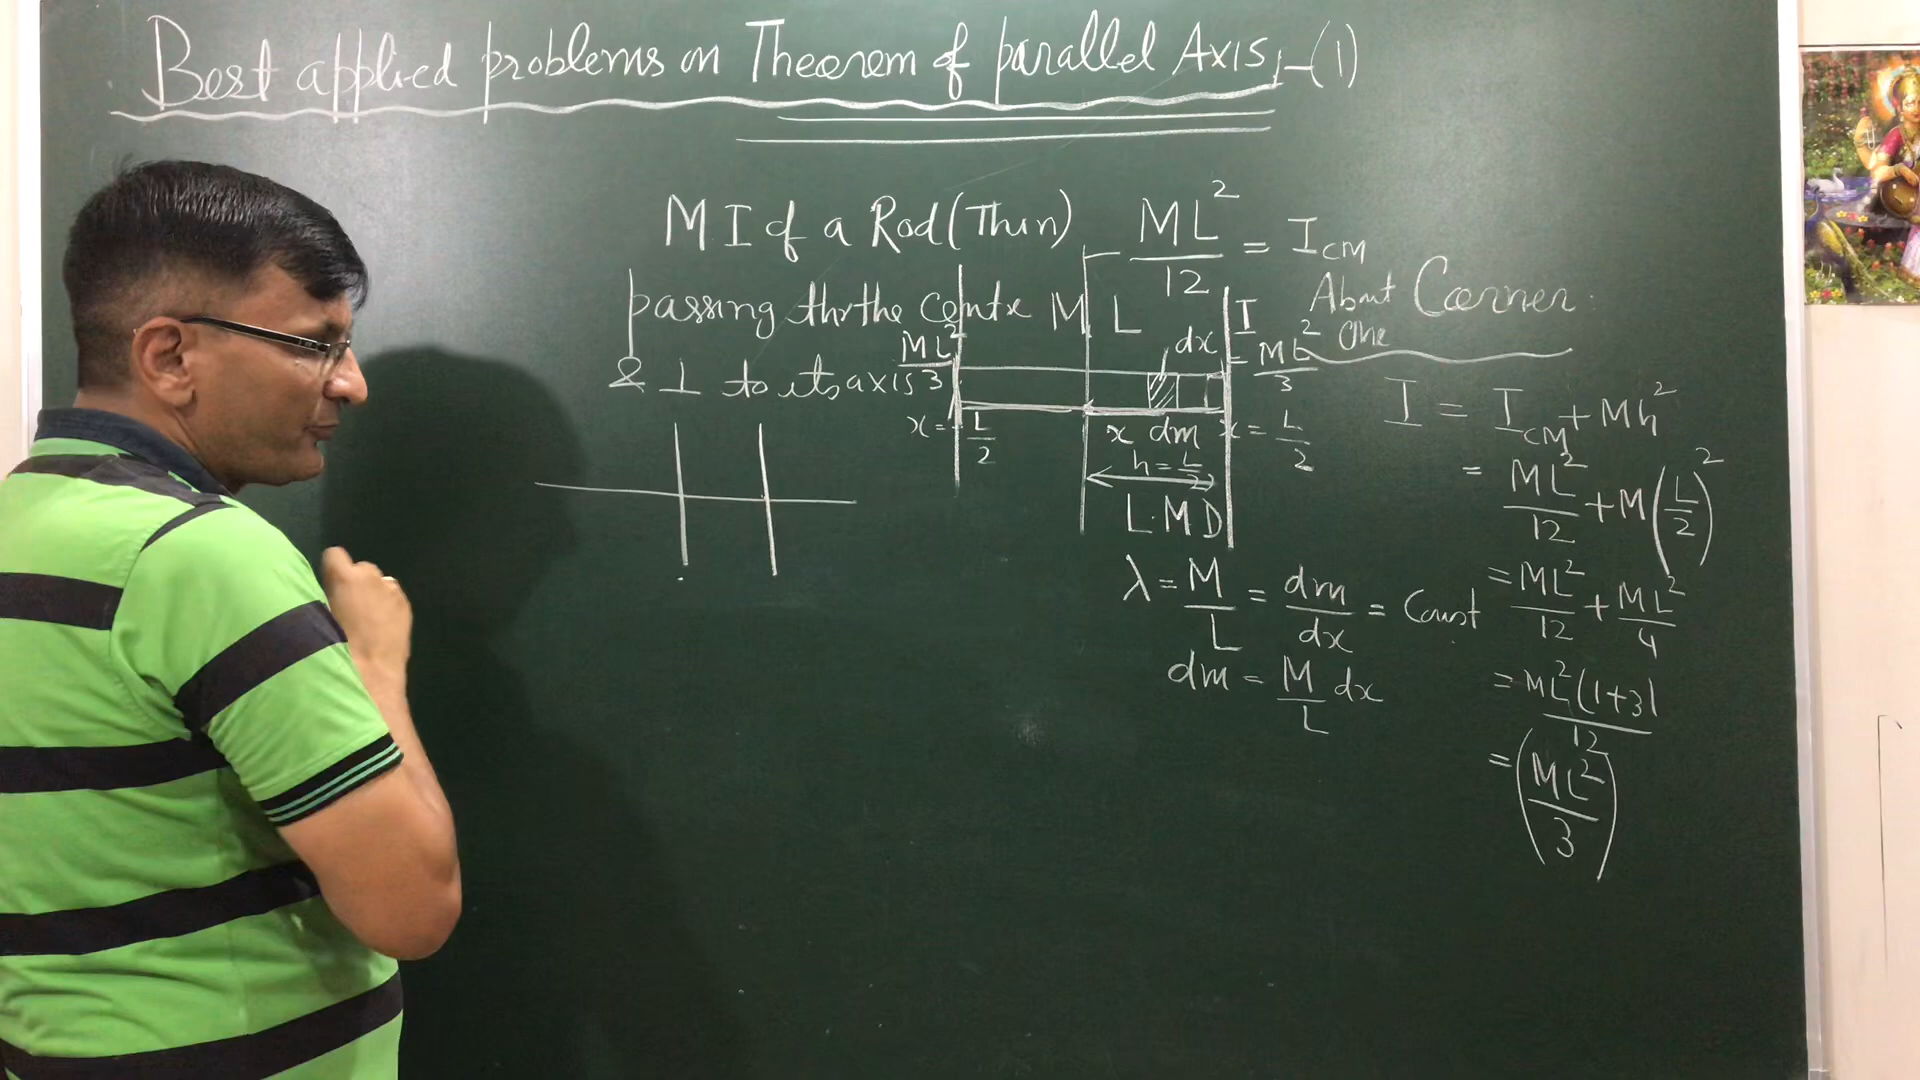 Best applied problems on Theorem of parallel Axis,-(1)
M I of a Rod (Thin)
passing thr the centre
& ⊥ to its axis
ML²/12 = I_CM
M L
I = ML²/3
ML²/3
dx
x = -L/2
x dm
x = L/2
h = L/2
L.M D
λ = M/L = dm/dx = Const
dm = M/L dx
About Corner.
One
I = I_CM + Mh²
= ML²/12 + M(L/2)²
= ML²/12 + ML²/4
= ML²(1+3)/12
= (ML²/3)